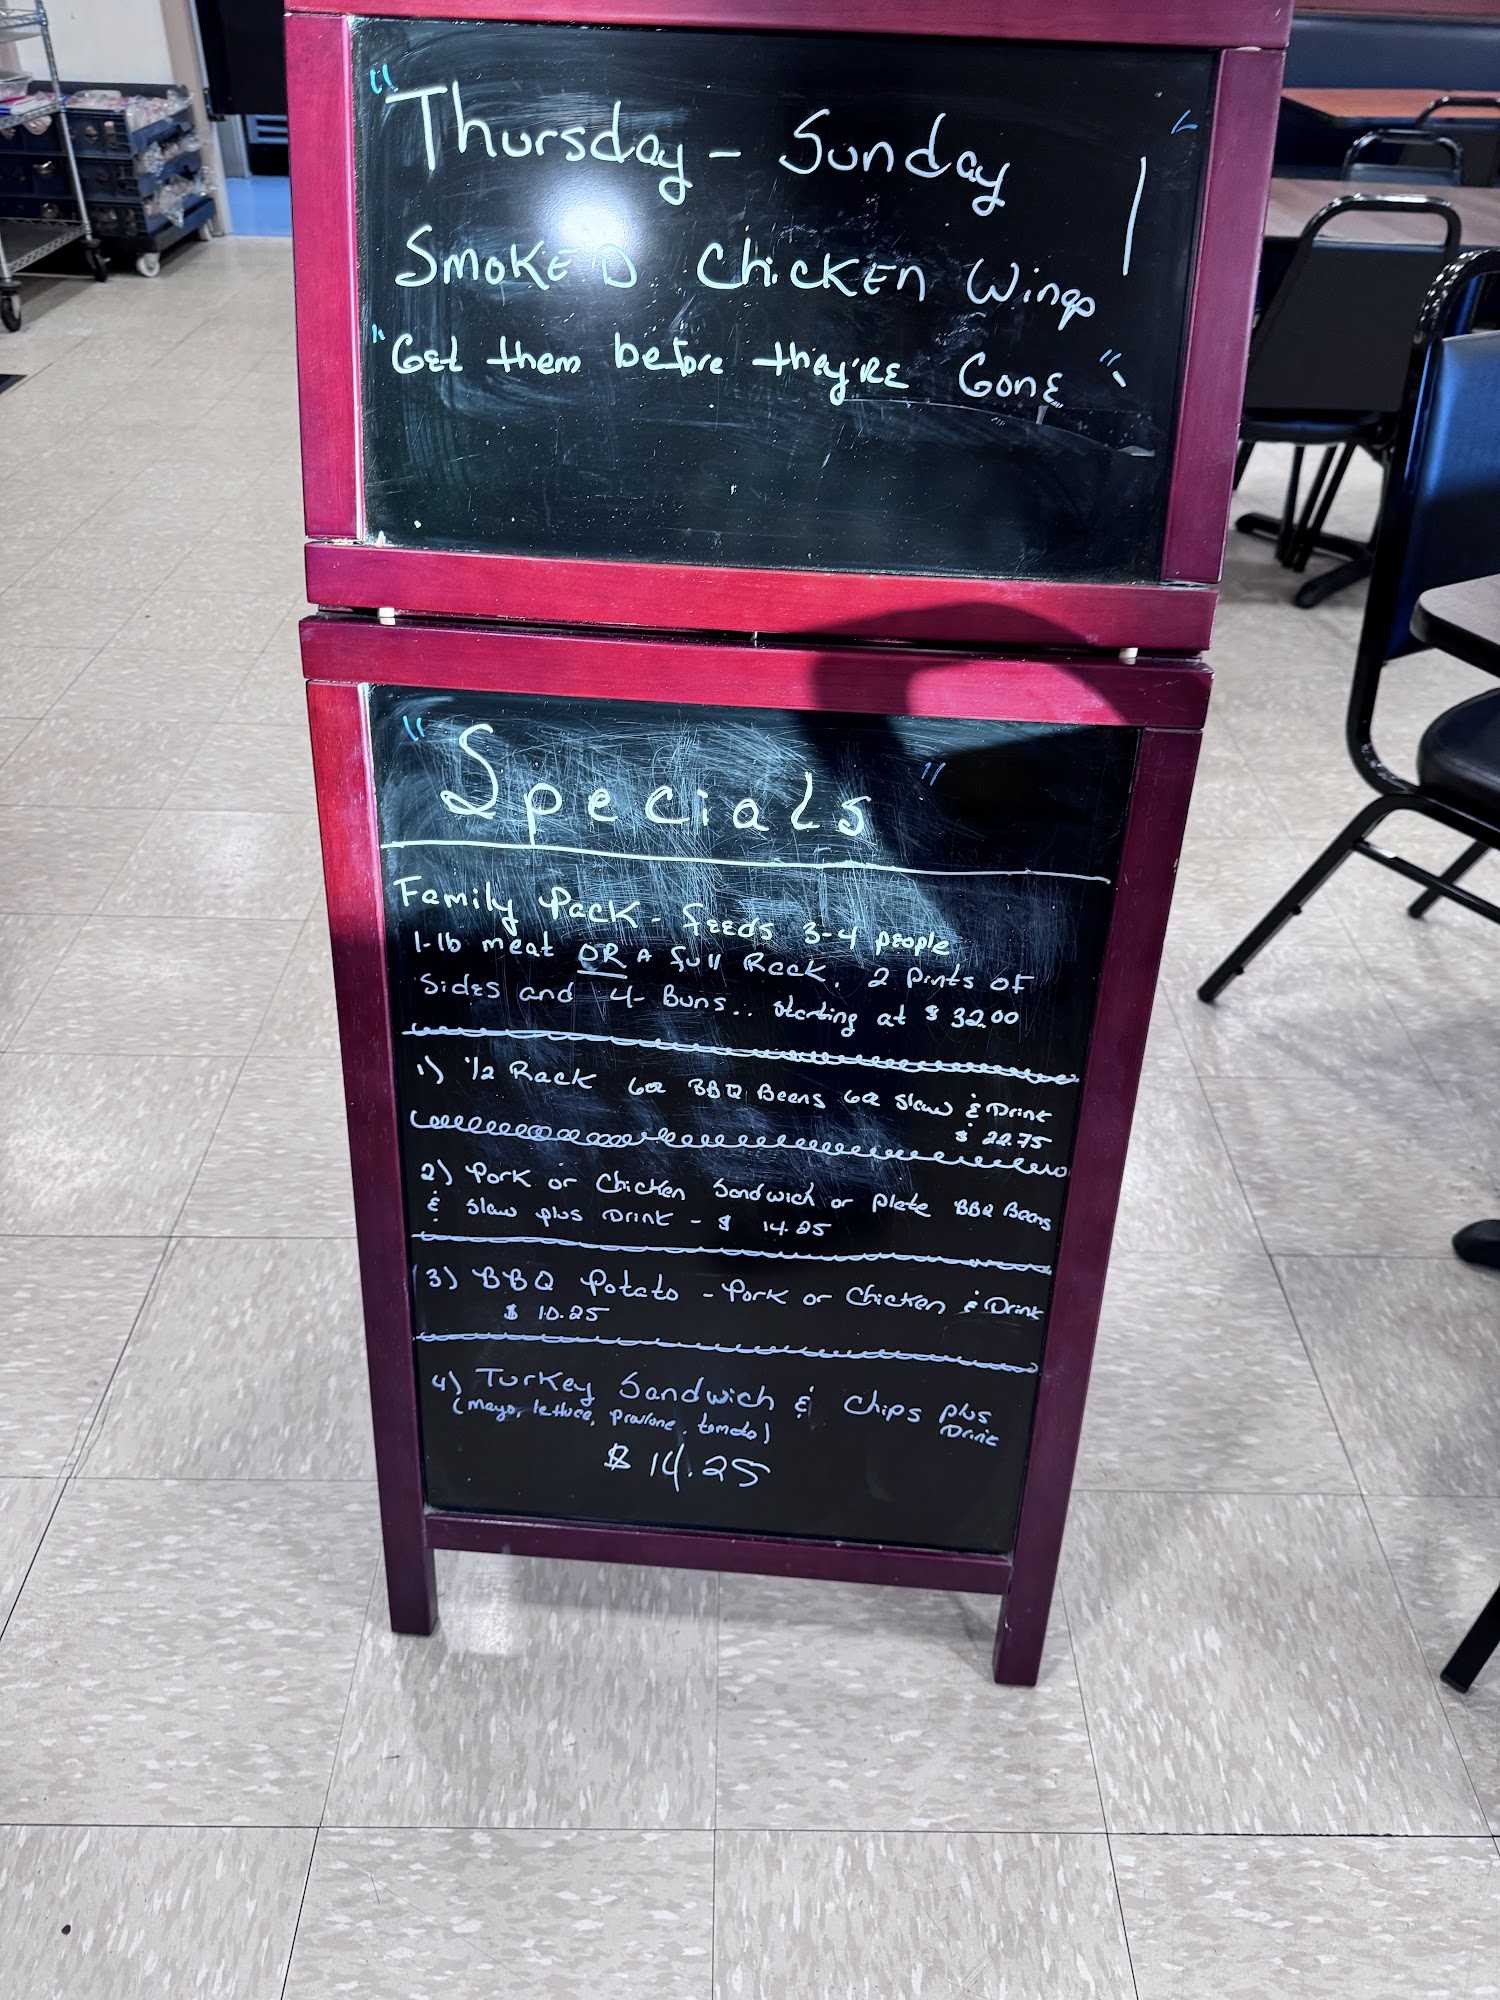 "Thursday - Sunday "
Smoked Chicken Wings
"Get them before they're Gone"
"Specials"
Family Pack - feeds 3-4 people
1-lb meat OR A full Rack, 2 pints of
Sides and 4- Buns.. starting at $ 32.00
1) 1/2 Rack 6oz BBQ Beans 6oz slaw & Drink
$ 22.75
2) Pork or Chicken Sandwich or plate BBQ Beans
& Slaw plus Drink - $ 14.25
3) BBQ Potato - Pork or Chicken & Drink
$ 10.25
4) Turkey Sandwich & Chips plus
(mayo, lettuce, provlone, tomato) Drink
$ 14.25